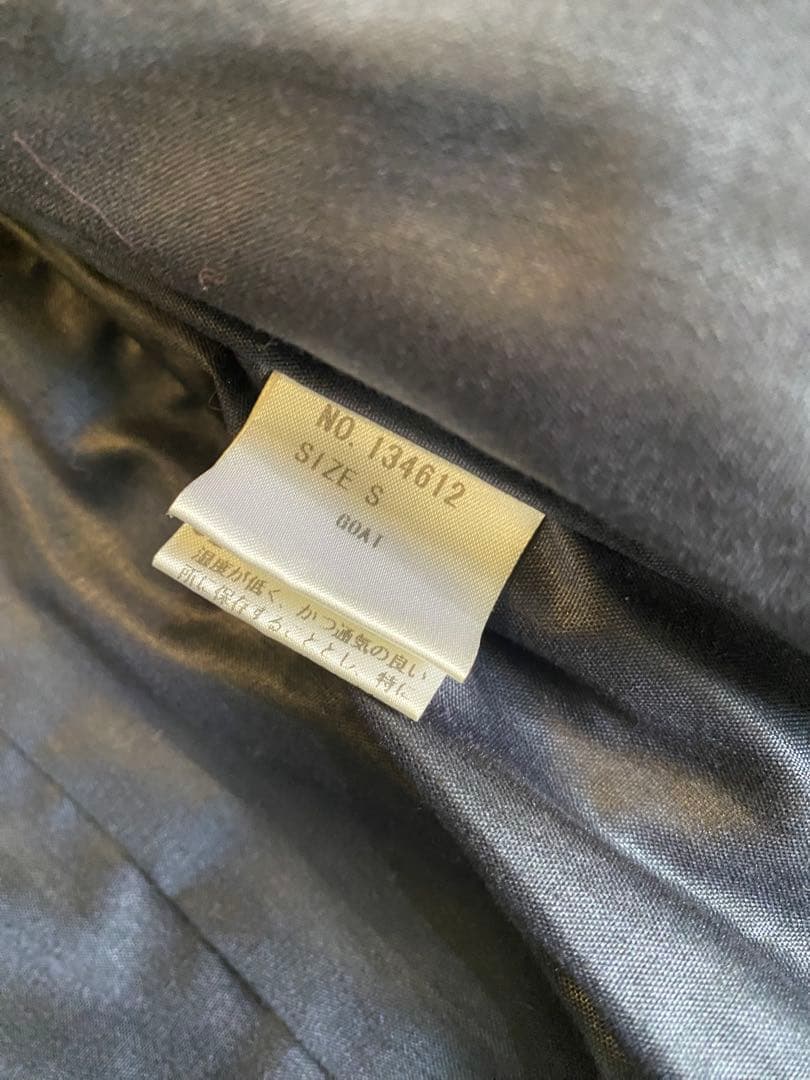 NO. 134612
SIZE S
GOAI
湿度が低く、かつ通気の良い
所に保存することとし、特に